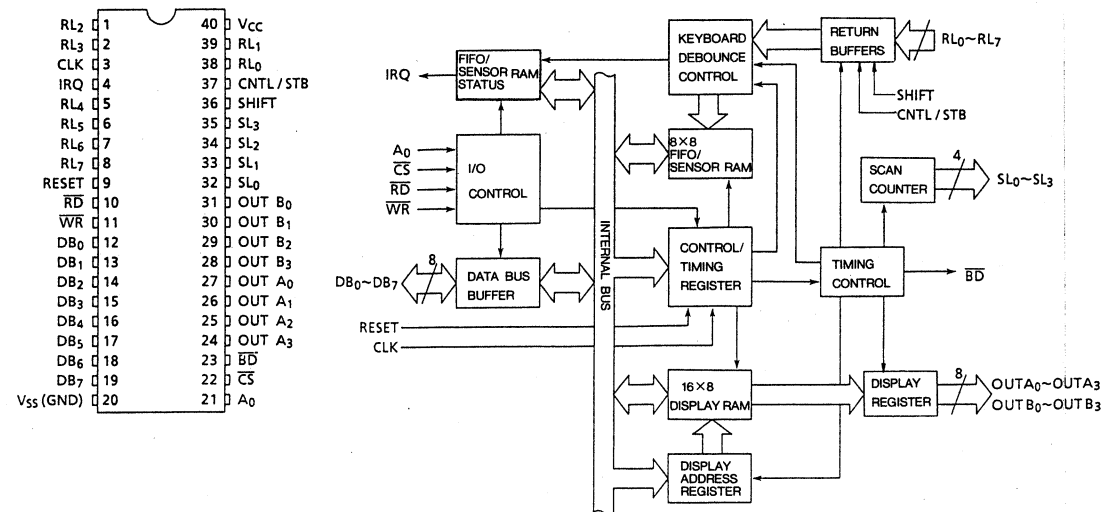 RL2 1 40 VCC
RL3 2 39 RL1
CLK 3 38 RL0
IRQ 4 37 CNTL/STB
RL4 5 36 SHIFT
RL5 6 35 SL3
RL6 7 34 SL2
RL7 8 33 SL1
RESET 9 32 SL0
RD 10 31 OUT B0
WR 11 30 OUT B1
DB0 12 29 OUT B2
DB1 13 28 OUT B3
DB2 14 27 OUT A0
DB3 15 26 OUT A1
DB4 16 25 OUT A2
DB5 17 24 OUT A3
DB6 18 23 BD
DB7 19 22 CS
VSS (GND) 20 21 A0
KEYBOARD
DEBOUNCE
CONTROL
RETURN
BUFFERS
RL0~RL7
SHIFT
CNTL/STB
IRQ
FIFO/
SENSOR RAM
STATUS
8×8
FIFO/
SENSOR RAM
A0
CS
RD
WR
I/O
CONTROL
SCAN
COUNTER
4
SL0~SL3
INTERNAL BUS
CONTROL/
TIMING
REGISTER
TIMING
CONTROL
BD
DB0~DB7
8
DATA BUS
BUFFER
RESET
CLK
16×8
DISPLAY RAM
DISPLAY
REGISTER
8
OUTA0~OUTA3
OUTB0~OUTB3
DISPLAY
ADDRESS
REGISTER